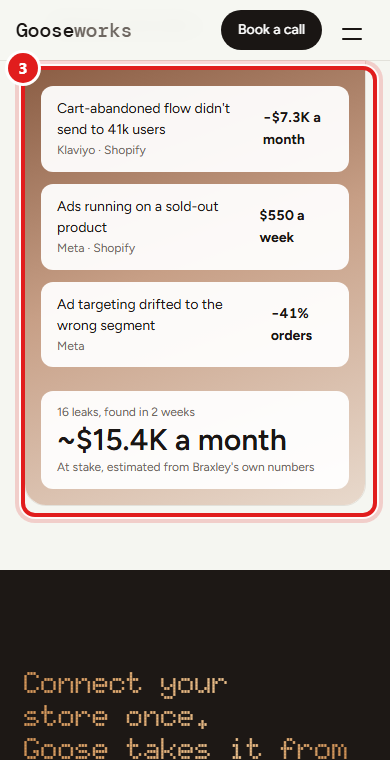 Gooseworks
Book a call
3
Cart-abandoned flow didn't
send to 41k users
Klaviyo · Shopify
~$7.3K a
month
Ads running on a sold-out
product
Meta · Shopify
$550 a
week
Ad targeting drifted to the
wrong segment
Meta
−41%
orders
16 leaks, found in 2 weeks
~$15.4K a month
At stake, estimated from Braxley's own numbers
Connect your
store once.
Goose takes it from